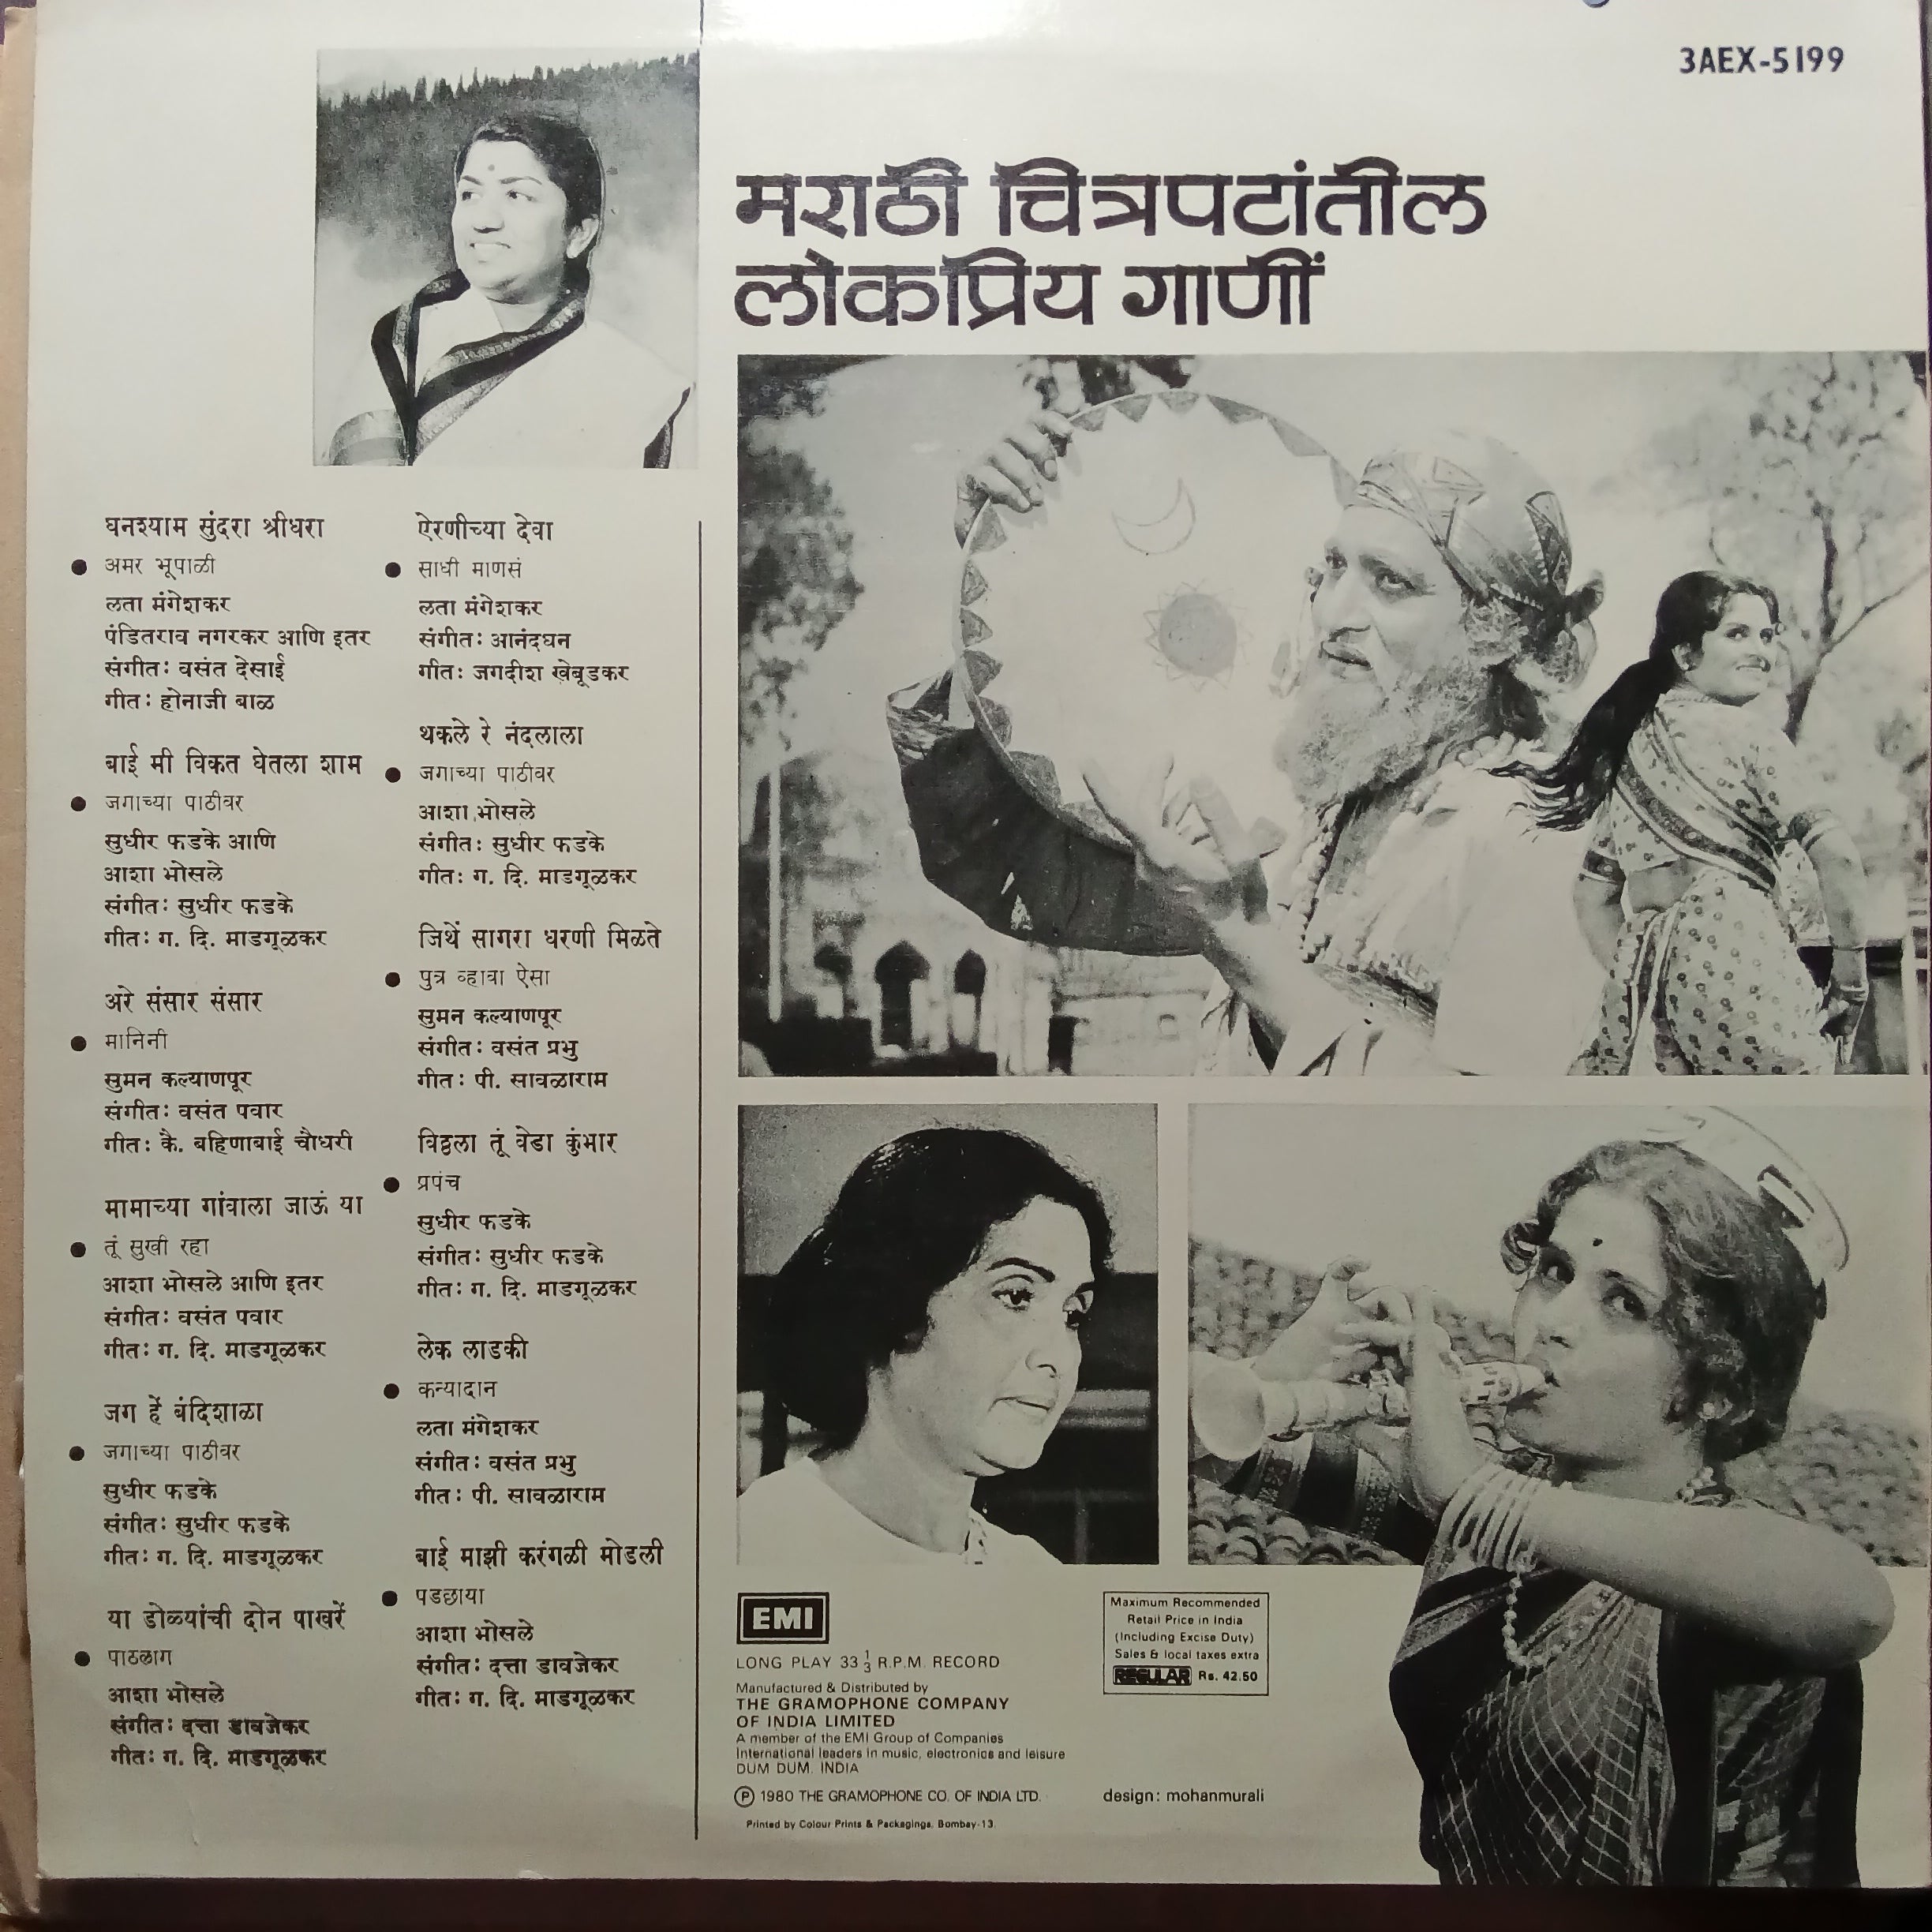 3AEX-5199
मराठी चित्रपटांतील
लोकप्रिय गाणीं
घनश्याम सुंदरा श्रीधरा
● अमर भूपाळी
लता मंगेशकर
पंडितराव नगरकर आणि इतर
संगीत: वसंत देसाई
गीत: होनाजी बाळ
बाई मी विकत घेतला शाम
● जगाच्या पाठीवर
सुधीर फडके आणि
आशा भोसले
संगीत: सुधीर फडके
गीत: ग. दि. माडगूळकर
अरे संसार संसार
● मानिनी
सुमन कल्याणपूर
संगीत: वसंत पवार
गीत: कै. बहिणाबाई चौधरी
मामाच्या गांवाला जाऊं या
● तूं सुखी रहा
आशा भोसले आणि इतर
संगीत: वसंत पवार
गीत: ग. दि. माडगूळकर
जग हें बंदिशाळा
● जगाच्या पाठीवर
सुधीर फडके
संगीत: सुधीर फडके
गीत: ग. दि. माडगूळकर
या डोळ्यांची दोन पाखरें
● पाठळाग
आशा भोसले
संगीत: दत्ता डावजेकर
गीत: ग. दि. माडगूळकर
ऐरणीच्या देवा
● साधी माणसं
लता मंगेशकर
संगीत: आनंदघन
गीत: जगदीश खेबूडकर
थकले रे नंदलाला
● जगाच्या पाठीवर
आशा भोसले
संगीत: सुधीर फडके
गीत: ग. दि. माडगूळकर
जिथें सागरा धरणी मिळते
● पुत्र व्हावा ऐसा
सुमन कल्याणपूर
संगीत: वसंत प्रभु
गीत: पी. सावळाराम
विठ्ठला तूं वेडा कुंभार
● प्रपंच
सुधीर फडके
संगीत: सुधीर फडके
गीत: ग. दि. माडगूळकर
लेक लाडकी
● कन्यादान
लता मंगेशकर
संगीत: वसंत प्रभु
गीत: पी. सावळाराम
बाई माझी करंगळी मोडली
● पडछाया
आशा भोसले
संगीत: दत्ता डावजेकर
गीत: ग. दि. माडगूळकर
EMI
LONG PLAY 33 1/3 R.P.M. RECORD
Manufactured & Distributed by
THE GRAMOPHONE COMPANY
OF INDIA LIMITED
A member of the EMI Group of Companies
International leaders in music, electronics and leisure
DUM DUM, INDIA
Ⓟ 1980 THE GRAMOPHONE CO. OF INDIA LTD.
Printed by Colour Prints & Packagings, Bombay-13.
Maximum Recommended
Retail Price in India
(Including Excise Duty)
Sales & local taxes extra
REGULAR Rs. 42.50
design: mohanmurali